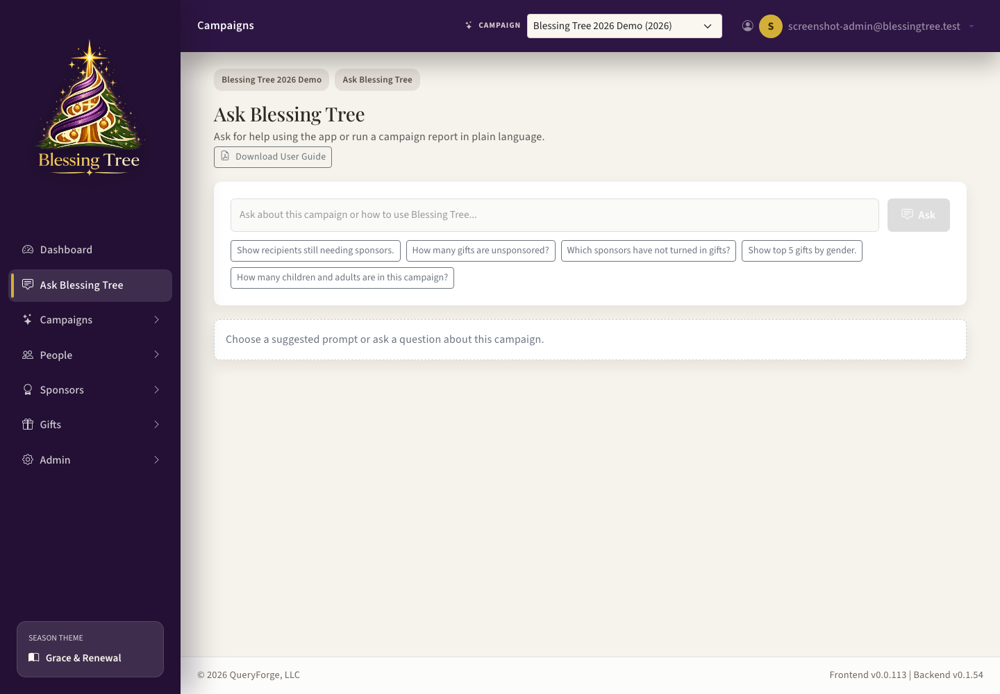 Blessing Tree
Dashboard
Ask Blessing Tree
Campaigns
People
Sponsors
Gifts
Admin
SEASON THEME
Grace & Renewal
Campaigns
CAMPAIGN
Blessing Tree 2026 Demo (2026)
S
screenshot-admin@blessingtree.test
Blessing Tree 2026 Demo
Ask Blessing Tree
Ask Blessing Tree
Ask for help using the app or run a campaign report in plain language.
Download User Guide
Ask about this campaign or how to use Blessing Tree...
Ask
Show recipients still needing sponsors.
How many gifts are unsponsored?
Which sponsors have not turned in gifts?
Show top 5 gifts by gender.
How many children and adults are in this campaign?
Choose a suggested prompt or ask a question about this campaign.
© 2026 QueryForge, LLC
Frontend v0.0.113 | Backend v0.1.54